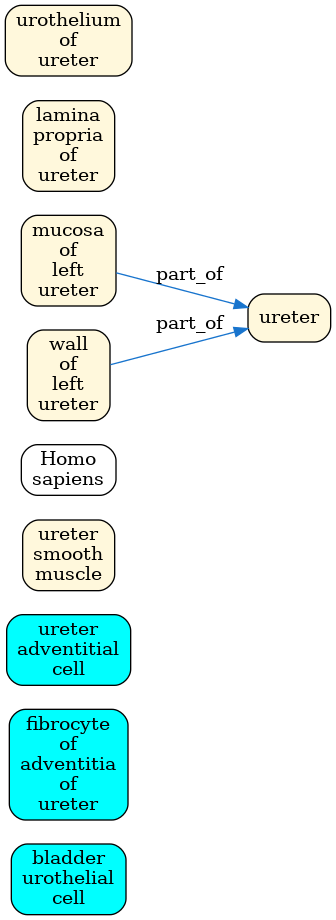 urothelium
of
ureter
lamina
propria
of
ureter
mucosa
of
left
ureter
part_of
ureter
part_of
wall
of
left
ureter
Homo
sapiens
ureter
smooth
muscle
ureter
adventitial
cell
fibrocyte
of
adventitia
of
ureter
bladder
urothelial
cell